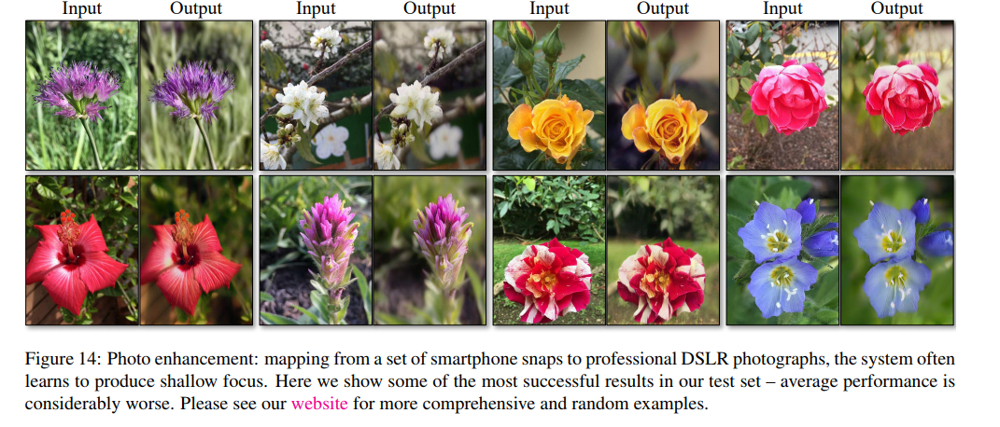 Input Output Input Output Input Output Input Output
Figure 14: Photo enhancement: mapping from a set of smartphone snaps to professional DSLR photographs, the system often
learns to produce shallow focus. Here we show some of the most successful results in our test set – average performance is
considerably worse. Please see our website for more comprehensive and random examples.